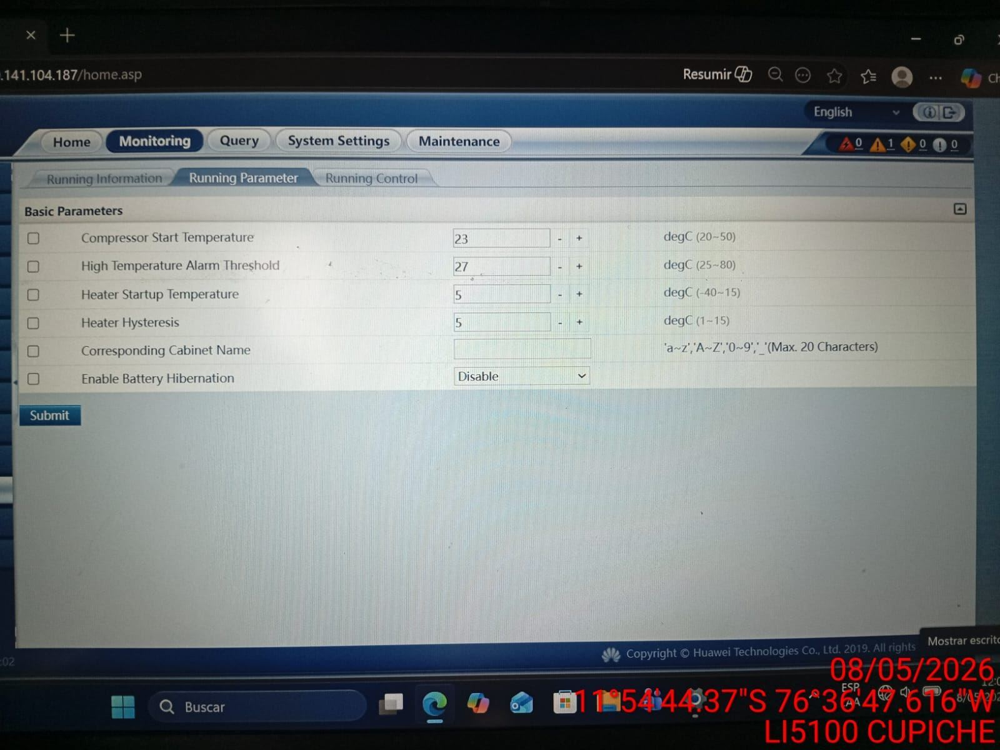 .141.104.187/home.asp
Resumir
English
Home
Monitoring
Query
System Settings
Maintenance
0
1
0
0
Running Information
Running Parameter
Running Control
Basic Parameters
Compressor Start Temperature 23 - + degC (20~50)
High Temperature Alarm Threshold 27 - + degC (25~80)
Heater Startup Temperature 5 - + degC (-40~15)
Heater Hysteresis 5 - + degC (1~15)
Corresponding Cabinet Name 'a~z','A~Z','0~9','_'(Max. 20 Characters)
Enable Battery Hibernation Disable
Submit
Copyright © Huawei Technologies Co., Ltd. 2019. All rights
:02
Buscar
ESP
08/05/2026
11°54'44.37"S 76°36'47.616"W
LI5100 CUPICHE